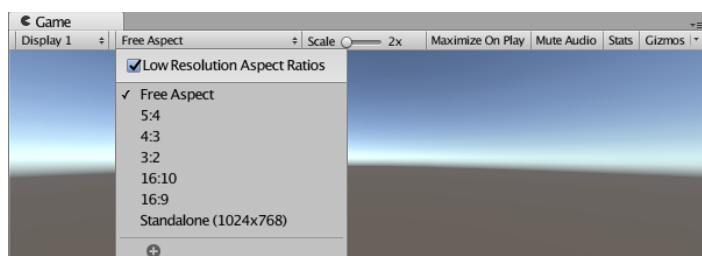 Game
Display 1 Free Aspect Scale 2x Maximize On Play Mute Audio Stats Gizmos
Low Resolution Aspect Ratios
✓ Free Aspect
5:4
4:3
3:2
16:10
16:9
Standalone (1024x768)